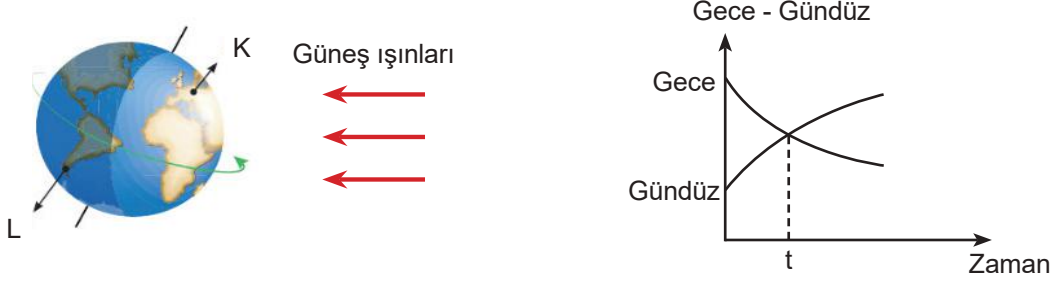 K
Güneş ışınları
L
Gece - Gündüz
Gece
Gündüz
t
Zaman